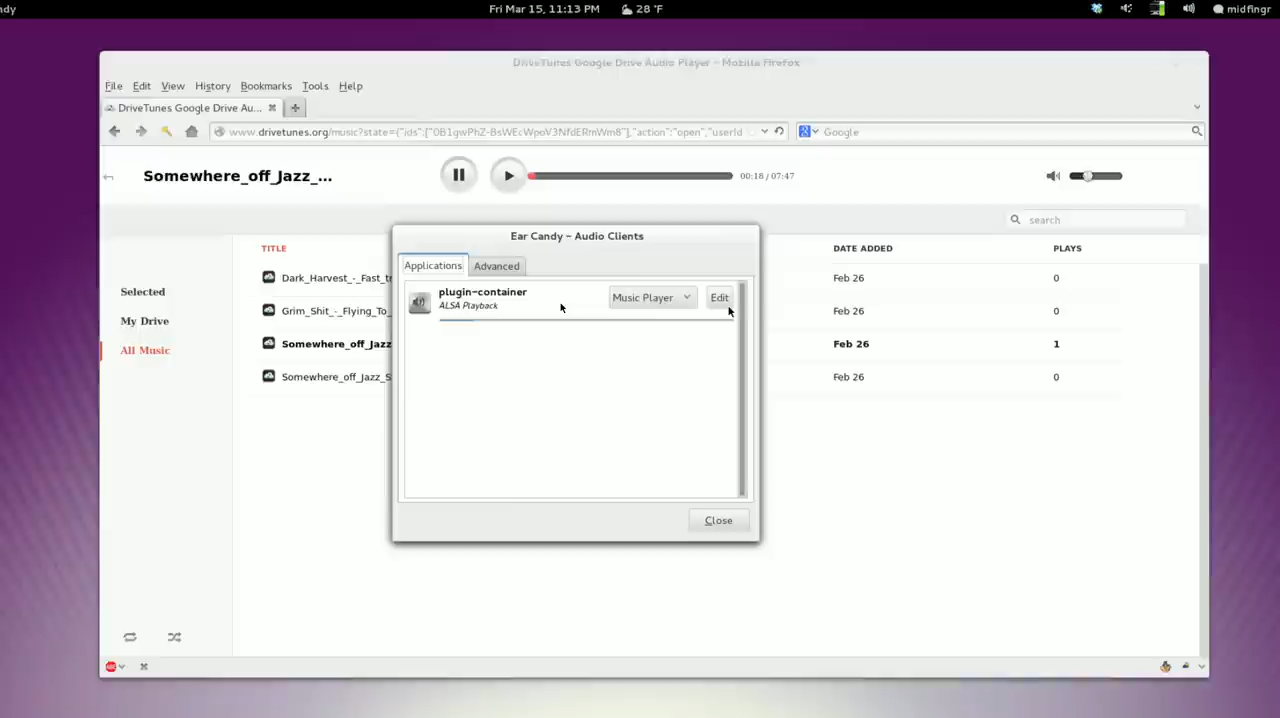 ndy Fri Mar 15, 11:13 PM 28 °F midfingr
DriveTunes Google Drive Audio Player – Mozilla Firefox
File Edit View History Bookmarks Tools Help
DriveTunes Google Drive Au...
www.drivetunes.org/music?state={"ids":["0B1gwPhZ-BsWEcWpoV3NfdERmWm8"],"action":"open","userId Google
Somewhere_off_Jazz_... 00:18 / 07:47
search
Ear Candy – Audio Clients
TITLE DATE ADDED PLAYS
Applications Advanced
Dark_Harvest_-_Fast_tr Feb 26 0
Selected
plugin-container
ALSA Playback
Music Player Edit
Grim_Shit_-_Flying_To_ Feb 26 0
My Drive
Somewhere_off_Jazz Feb 26 1
All Music
Somewhere_off_Jazz_S Feb 26 0
Close
ABP